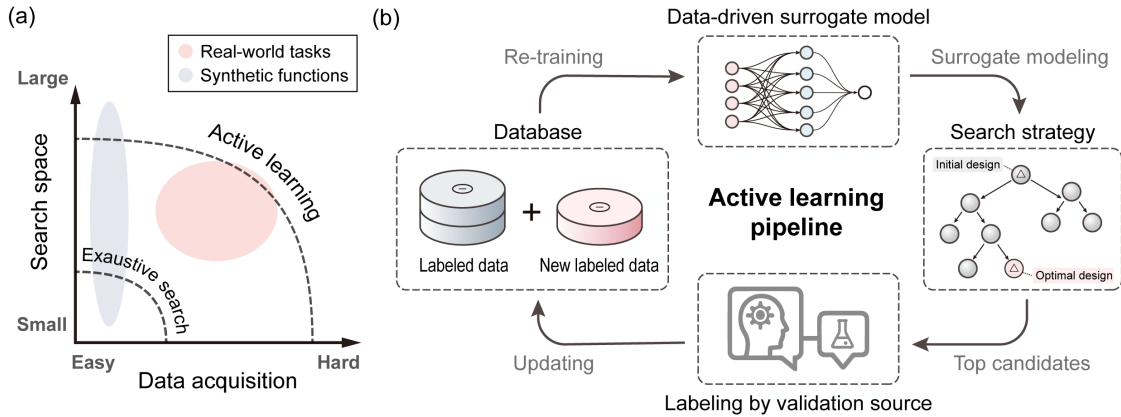 (a)
Real-world tasks
Synthetic functions
Large
Search space
Small
Active learning
Exaustive search
Easy
Hard
Data acquisition
(b)
Data-driven surrogate model
Re-training
Surrogate modeling
Database
Search strategy
Initial design
Optimal design
Active learning
pipeline
Labeled data
New labeled data
Updating
Top candidates
Labeling by validation source